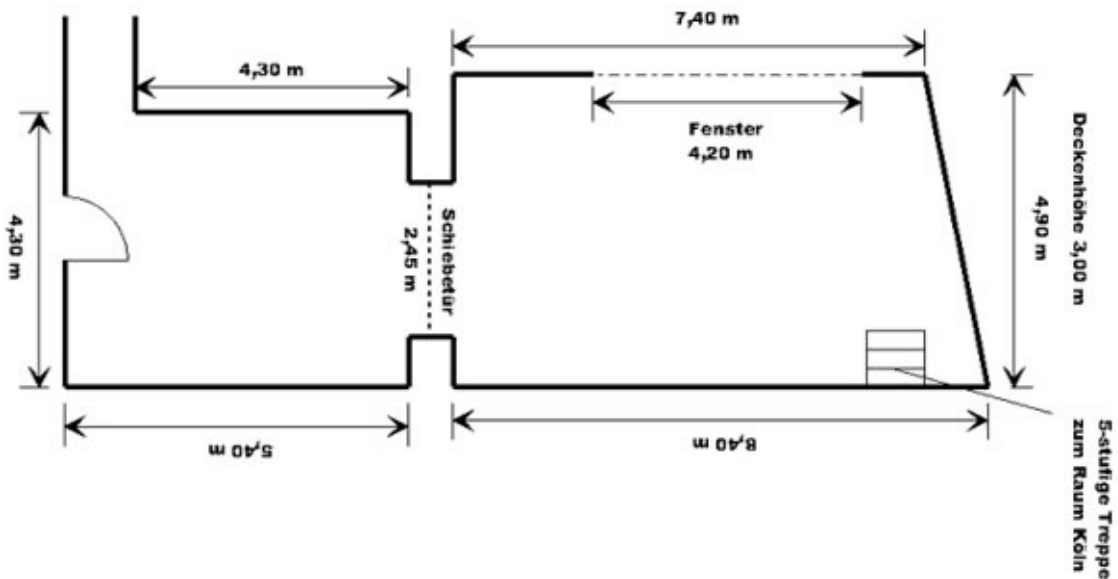 7,40 m
4,30 m
Fenster
4,20 m
Deckenhöhe 3,00 m
4,90 m
4,30 m
Schiebetür
2,45 m
5,40 m
8,40 m
5-stufige Treppe
zum Raum Köln